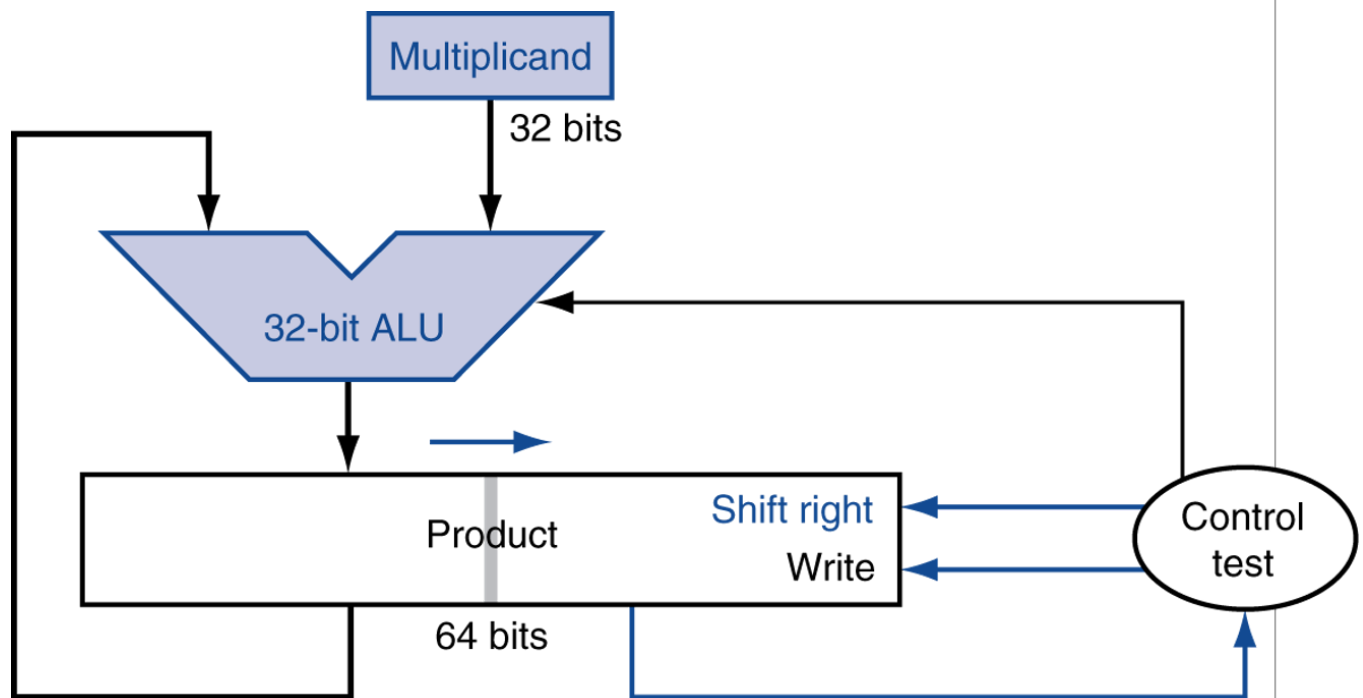 Multiplicand
32 bits
32-bit ALU
Shift right
Product
Write
Control
test
64 bits